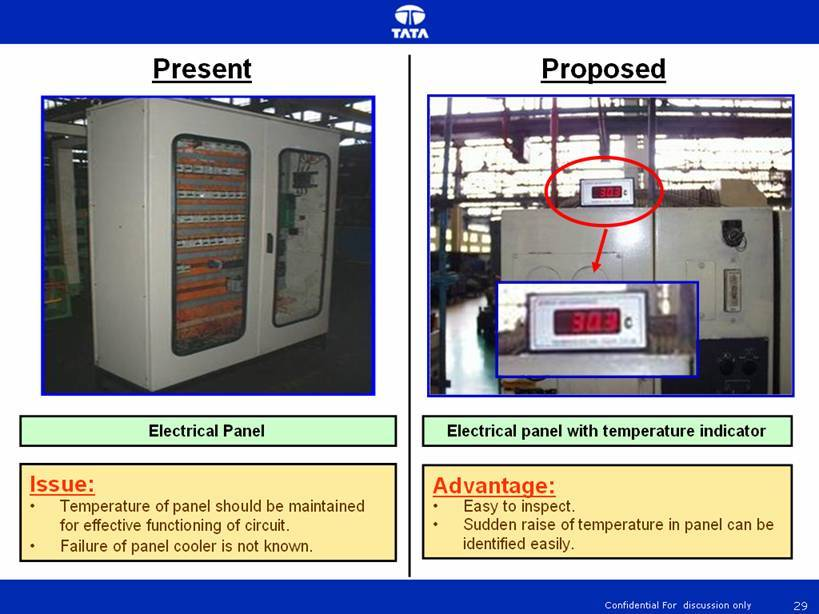 TATA
Present
Proposed
30.3 C
30.3 C
Electrical Panel
Electrical panel with temperature indicator
Issue:
• Temperature of panel should be maintained
for effective functioning of circuit.
• Failure of panel cooler is not known.
Advantage:
• Easy to inspect.
• Sudden raise of temperature in panel can be
identified easily.
Confidential For discussion only
29